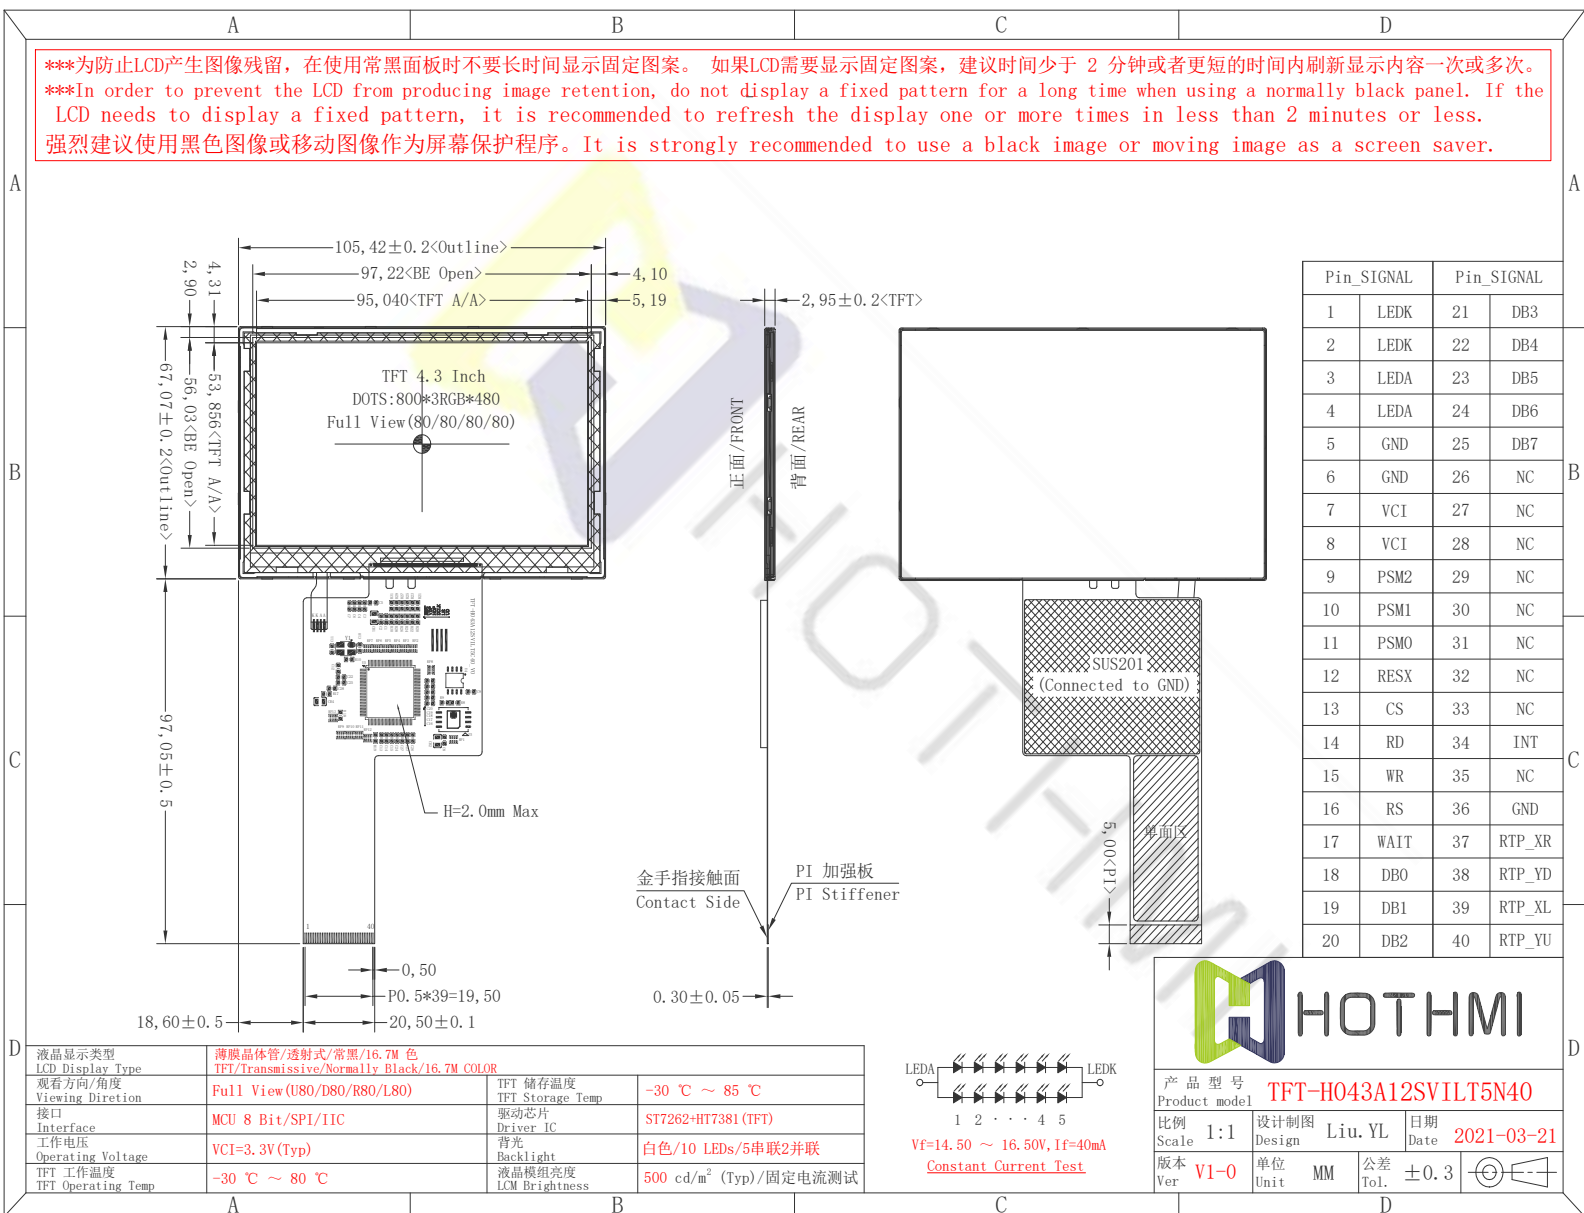 A B C D
***为防止LCD产生图像残留，在使用常黑面板时不要长时间显示固定图案。 如果LCD需要显示固定图案，建议时间少于 2 分钟或者更短的时间内刷新显示内容一次或多次。
***In order to prevent the LCD from producing image retention, do not display a fixed pattern for a long time when using a normally black panel. If the
LCD needs to display a fixed pattern, it is recommended to refresh the display one or more times in less than 2 minutes or less.
强烈建议使用黑色图像或移动图像作为屏幕保护程序。It is strongly recommended to use a black image or moving image as a screen saver.
A A
B B
C C
D D
105,42±0.2<Outline>
97,22<BE Open>
4,10
95,040<TFT A/A>
5,19
2,90
4,31
67,07±0.2<Outline>
56,03<BE Open>
53,856<TFT A/A>
TFT 4.3 Inch
DOTS:800*3RGB*480
Full View(80/80/80/80)
2,95±0.2<TFT>
正面/FRONT
背面/REAR
97,05±0.5
H=2.0mm Max
1 40
0,50
P0.5*39=19,50
18,60±0.5
20,50±0.1
金手指接触面
Contact Side
PI 加强板
PI Stiffener
0.30±0.05
SUS201
(Connected to GND)
单面区
5,00<PI>
HOTHMI
Pin_SIGNAL Pin_SIGNAL
1 LEDK 21 DB3
2 LEDK 22 DB4
3 LEDA 23 DB5
4 LEDA 24 DB6
5 GND 25 DB7
6 GND 26 NC
7 VCI 27 NC
8 VCI 28 NC
9 PSM2 29 NC
10 PSM1 30 NC
11 PSM0 31 NC
12 RESX 32 NC
13 CS 33 NC
14 RD 34 INT
15 WR 35 NC
16 RS 36 GND
17 WAIT 37 RTP_XR
18 DB0 38 RTP_YD
19 DB1 39 RTP_XL
20 DB2 40 RTP_YU
HOTHMI
产 品 型 号
Product model
TFT-H043A12SVILT5N40
比例
Scale
1:1
设计制图
Design
Liu.YL
日期
Date
2021-03-21
版本
Ver
V1-0
单位
Unit
MM
公差
Tol.
±0.3
液晶显示类型
LCD Display Type
薄膜晶体管/透射式/常黑/16.7M 色
TFT/Transmissive/Normally Black/16.7M COLOR
观看方向/角度
Viewing Diretion
Full View(U80/D80/R80/L80)
TFT 储存温度
TFT Storage Temp
-30 ℃ ～ 85 ℃
接口
Interface
MCU 8 Bit/SPI/IIC
驱动芯片
Driver IC
ST7262+HT7381(TFT)
工作电压
Operating Voltage
VCI=3.3V(Typ)
背光
Backlight
白色/10 LEDs/5串联2并联
TFT 工作温度
TFT Operating Temp
-30 ℃ ～ 80 ℃
液晶模组亮度
LCM Brightness
500 cd/m² (Typ)/固定电流测试
LEDA LEDK
1 2 · · · 4 5
Vf=14.50 ～ 16.50V,If=40mA
Constant Current Test
A B C D